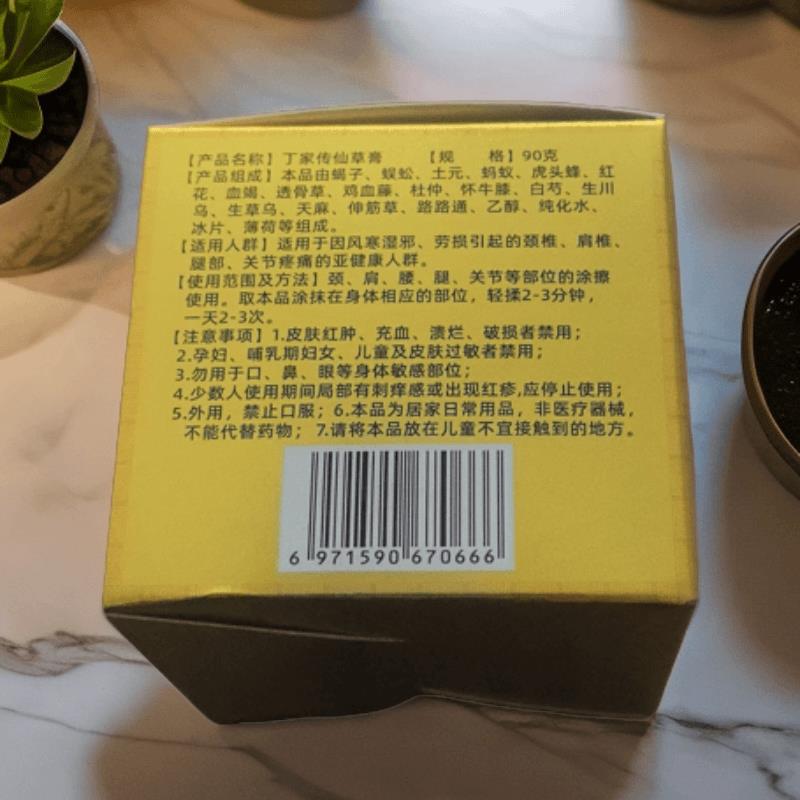 【产品名称】丁家传仙草膏 【规 格】90克
【产品组成】本品由蝎子、蜈蚣、土元、蚂蚁、虎头蜂、红
花、血竭、透骨草、鸡血藤、杜仲、怀牛膝、白芍、生川
乌、生草乌、天麻、伸筋草、路路通、乙醇、纯化水、
冰片、薄荷等组成。
【适用人群】适用于因风寒湿邪、劳损引起的颈椎、肩椎、
腿部、关节疼痛的亚健康人群。
【使用范围及方法】颈、肩、腰、腿、关节等部位的涂擦
使用。取本品涂抹在身体相应的部位，轻揉2-3分钟，
一天2-3次。
【注意事项】1.皮肤红肿、充血、溃烂、破损者禁用；
2.孕妇、哺乳期妇女、儿童及皮肤过敏者禁用；
3.勿用于口、鼻、眼等身体敏感部位；
4.少数人使用期间局部有刺痒感或出现红疹,应停止使用；
5.外用，禁止口服；6.本品为居家日常用品，非医疗器械，
不能代替药物；7.请将本品放在儿童不宜接触到的地方。
6 971590 670666